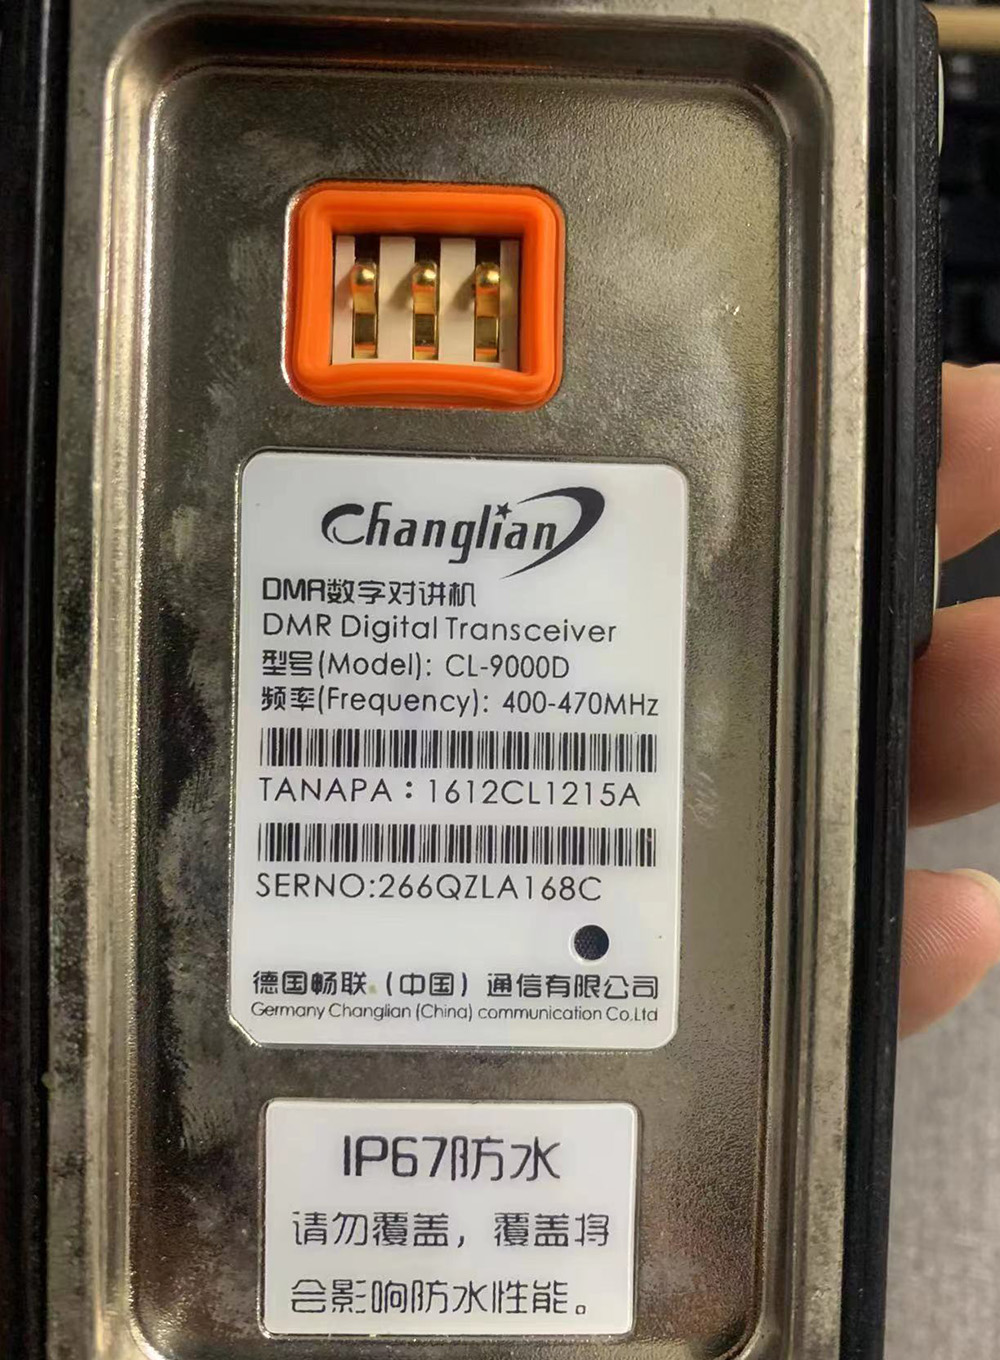 Changlian
DMR数字对讲机
DMR Digital Transceiver
型号(Model): CL-9000D
频率(Frequency): 400-470MHz
TANAPA：1612CL1215A
SERNO:266QZLA168C
德国畅联（中国）通信有限公司
Germany Changlian (China) communication Co.Ltd
IP67防水
请勿覆盖，覆盖将
会影响防水性能。